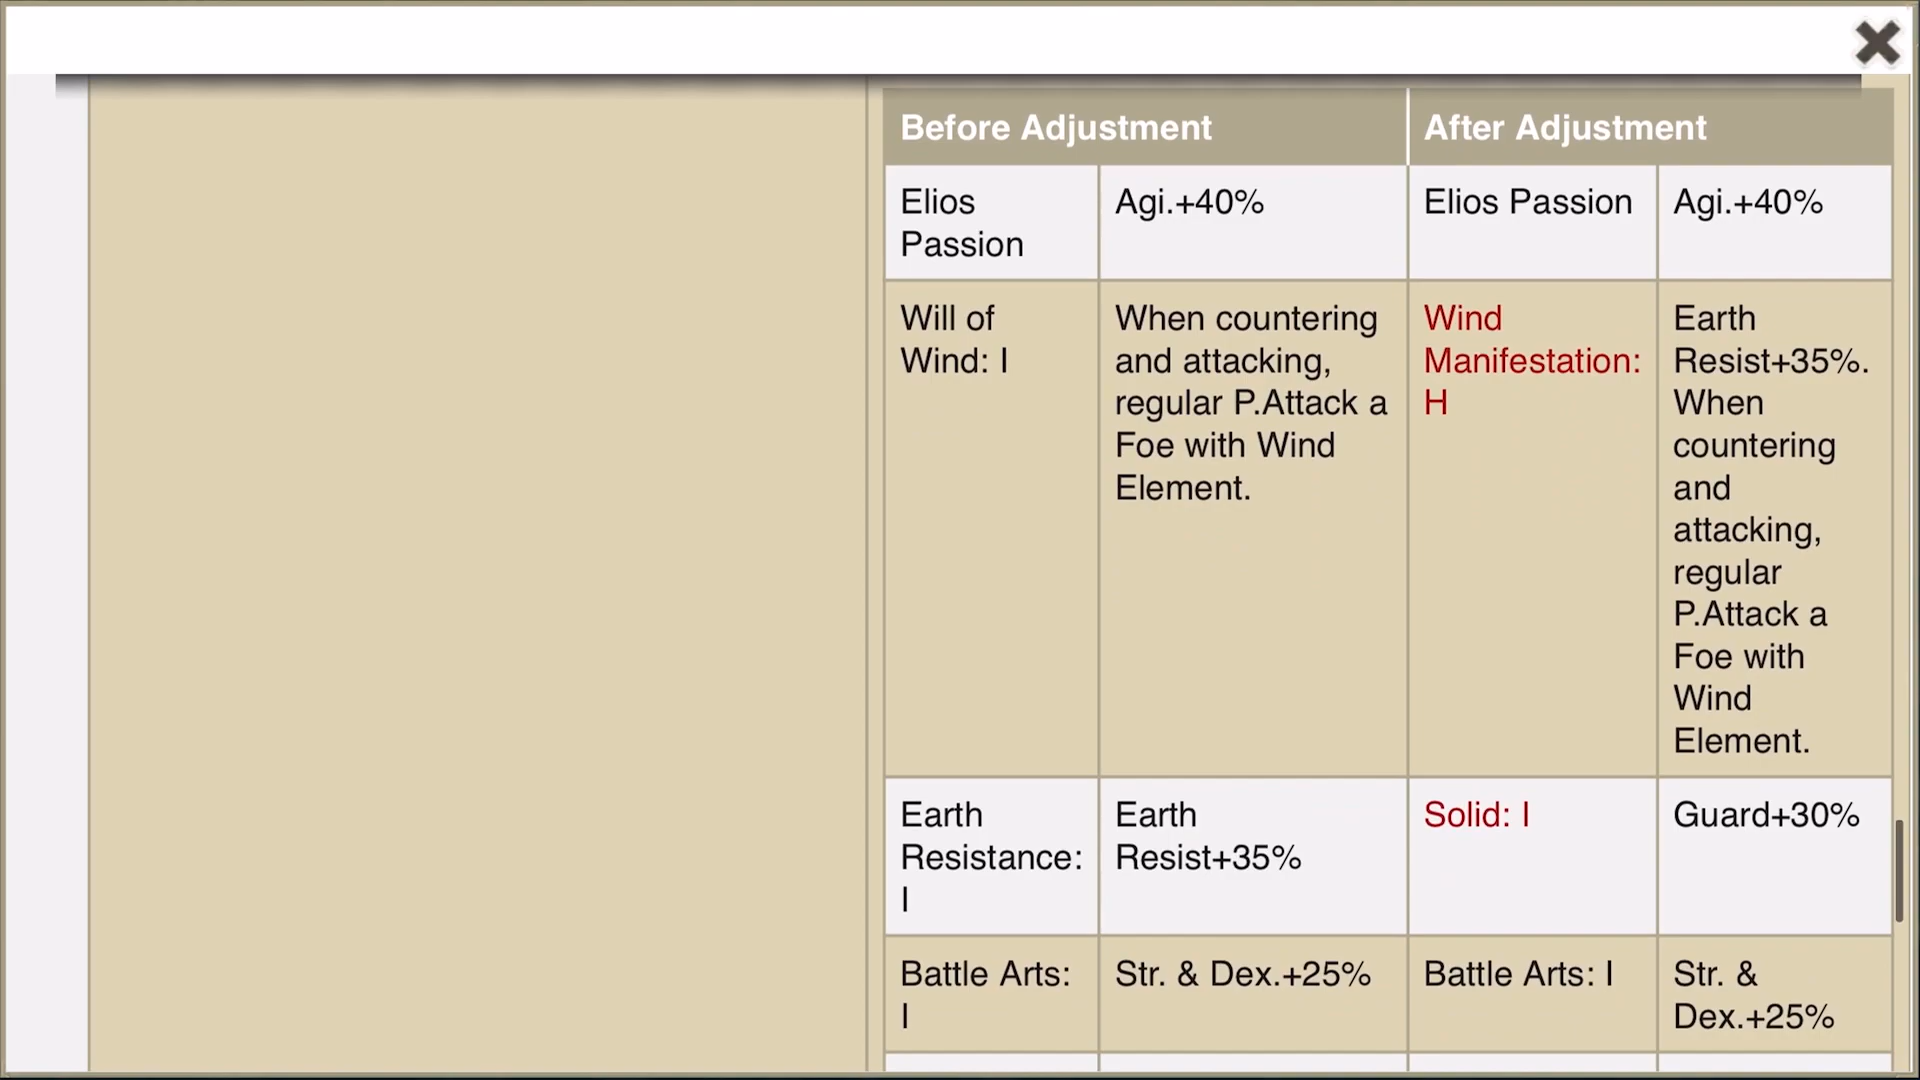 Before Adjustment
After Adjustment
Elios
Passion
Agi.+40%
Elios Passion
Agi.+40%
Will of
Wind: I
When countering
and attacking,
regular P.Attack a
Foe with Wind
Element.
Wind
Manifestation:
H
Earth
Resist+35%.
When
countering
and
attacking,
regular
P.Attack a
Foe with
Wind
Element.
Earth
Resistance:
I
Earth
Resist+35%
Solid: I
Guard+30%
Battle Arts:
I
Str. & Dex.+25%
Battle Arts: I
Str. &
Dex.+25%